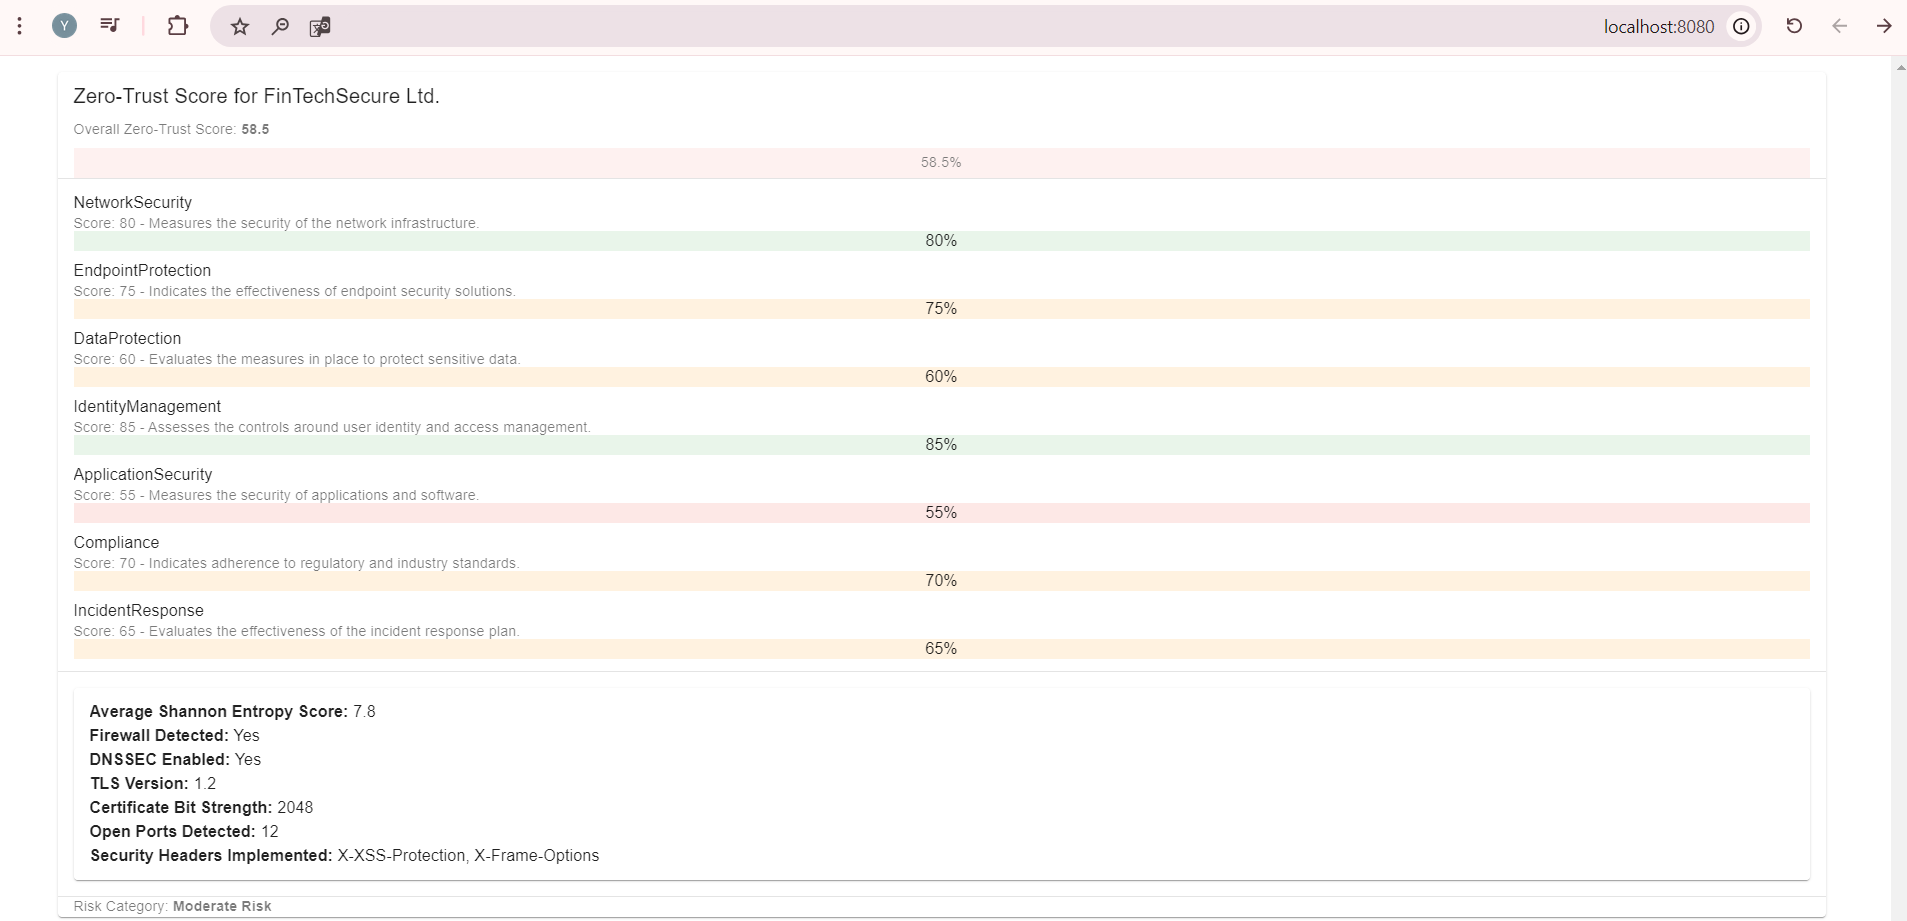 Y
localhost:8080
Zero-Trust Score for FinTechSecure Ltd.
Overall Zero-Trust Score: 58.5
58.5%
NetworkSecurity
Score: 80 - Measures the security of the network infrastructure.
80%
EndpointProtection
Score: 75 - Indicates the effectiveness of endpoint security solutions.
75%
DataProtection
Score: 60 - Evaluates the measures in place to protect sensitive data.
60%
IdentityManagement
Score: 85 - Assesses the controls around user identity and access management.
85%
ApplicationSecurity
Score: 55 - Measures the security of applications and software.
55%
Compliance
Score: 70 - Indicates adherence to regulatory and industry standards.
70%
IncidentResponse
Score: 65 - Evaluates the effectiveness of the incident response plan.
65%
Average Shannon Entropy Score: 7.8
Firewall Detected: Yes
DNSSEC Enabled: Yes
TLS Version: 1.2
Certificate Bit Strength: 2048
Open Ports Detected: 12
Security Headers Implemented: X-XSS-Protection, X-Frame-Options
Risk Category: Moderate Risk